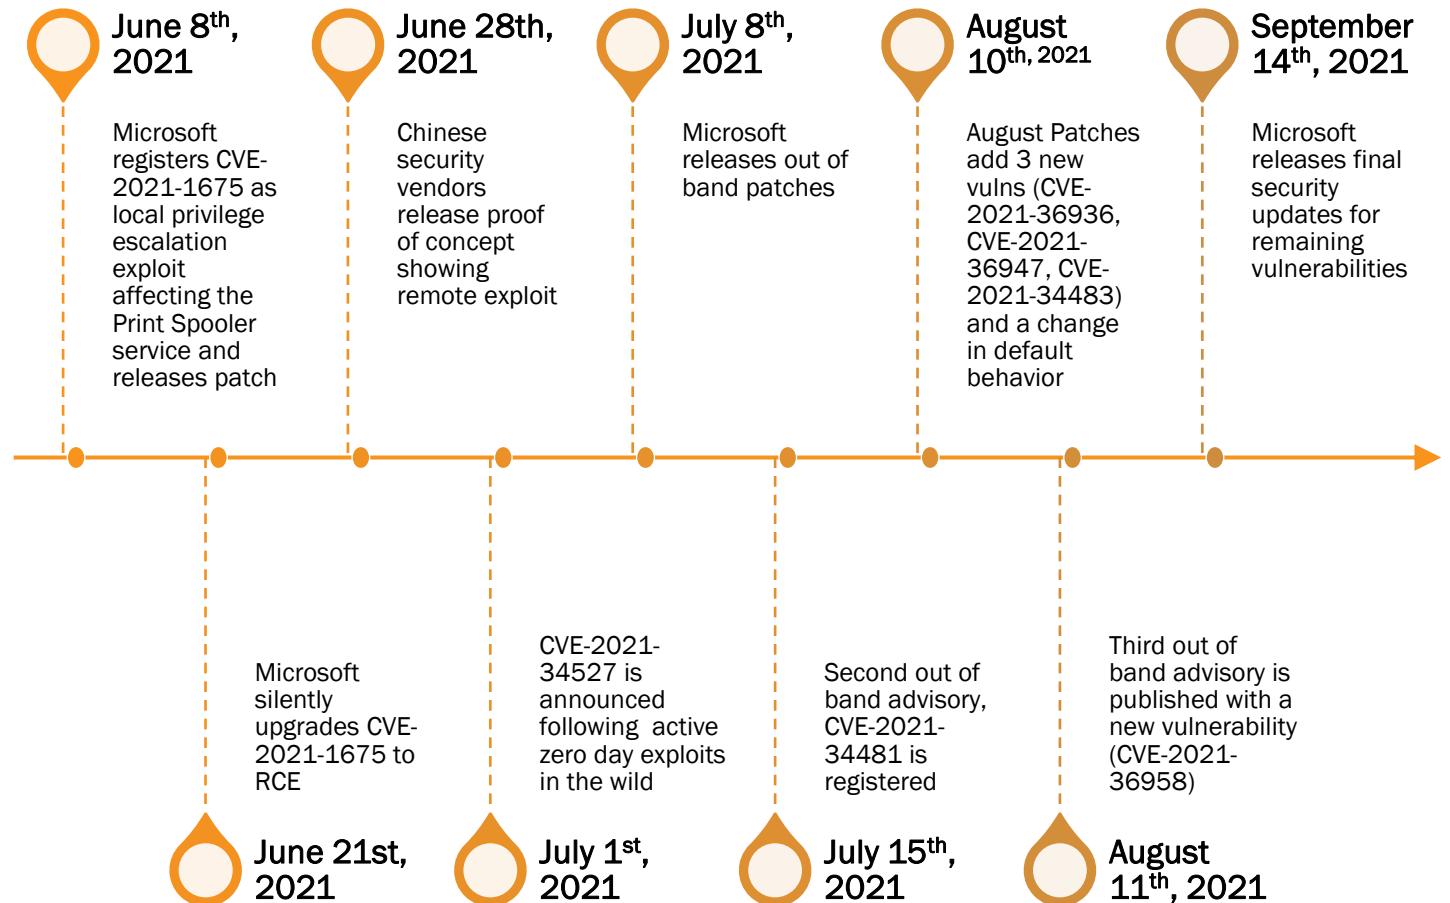 June 8th,
2021
Microsoft
registers CVE-
2021-1675 as
local privilege
escalation
exploit
affecting the
Print Spooler
service and
releases patch
June 28th,
2021
Chinese
security
vendors
release proof
of concept
showing
remote exploit
July 8th,
2021
Microsoft
releases out of
band patches
August
10th, 2021
August Patches
add 3 new
vulns (CVE-
2021-36936,
CVE-2021-
36947, CVE-
2021-34483)
and a change
in default
behavior
September
14th, 2021
Microsoft
releases final
security
updates for
remaining
vulnerabilities
Microsoft
silently
upgrades CVE-
2021-1675 to
RCE
June 21st,
2021
CVE-2021-
34527 is
announced
following active
zero day exploits
in the wild
July 1st,
2021
Second out of
band advisory,
CVE-2021-
34481 is
registered
July 15th,
2021
Third out of
band advisory is
published with a
new vulnerability
(CVE-2021-
36958)
August
11th, 2021